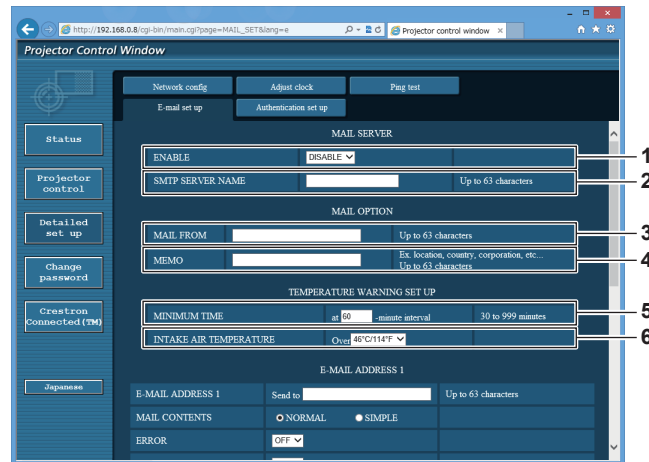 http://192.168.0.8/cgi-bin/main.cgi?page=MAIL_SET&lang=e
Projector control window
Projector Control Window
Network config
Adjust clock
Ping test
E-mail set up
Authentication set up
Status
Projector
control
Detailed
set up
Change
password
Crestron
Connected(TM)
Japanese
MAIL SERVER
ENABLE DISABLE 1
SMTP SERVER NAME Up to 63 characters 2
MAIL OPTION
MAIL FROM Up to 63 characters 3
MEMO Ex. location, country, corporation, etc... 4
Up to 63 characters
TEMPERATURE WARNING SET UP
MINIMUM TIME at 60 -minute interval 30 to 999 minutes 5
INTAKE AIR TEMPERATURE Over 46°C/114°F 6
E-MAIL ADDRESS 1
E-MAIL ADDRESS 1 Send to Up to 63 characters
MAIL CONTENTS NORMAL SIMPLE
ERROR OFF